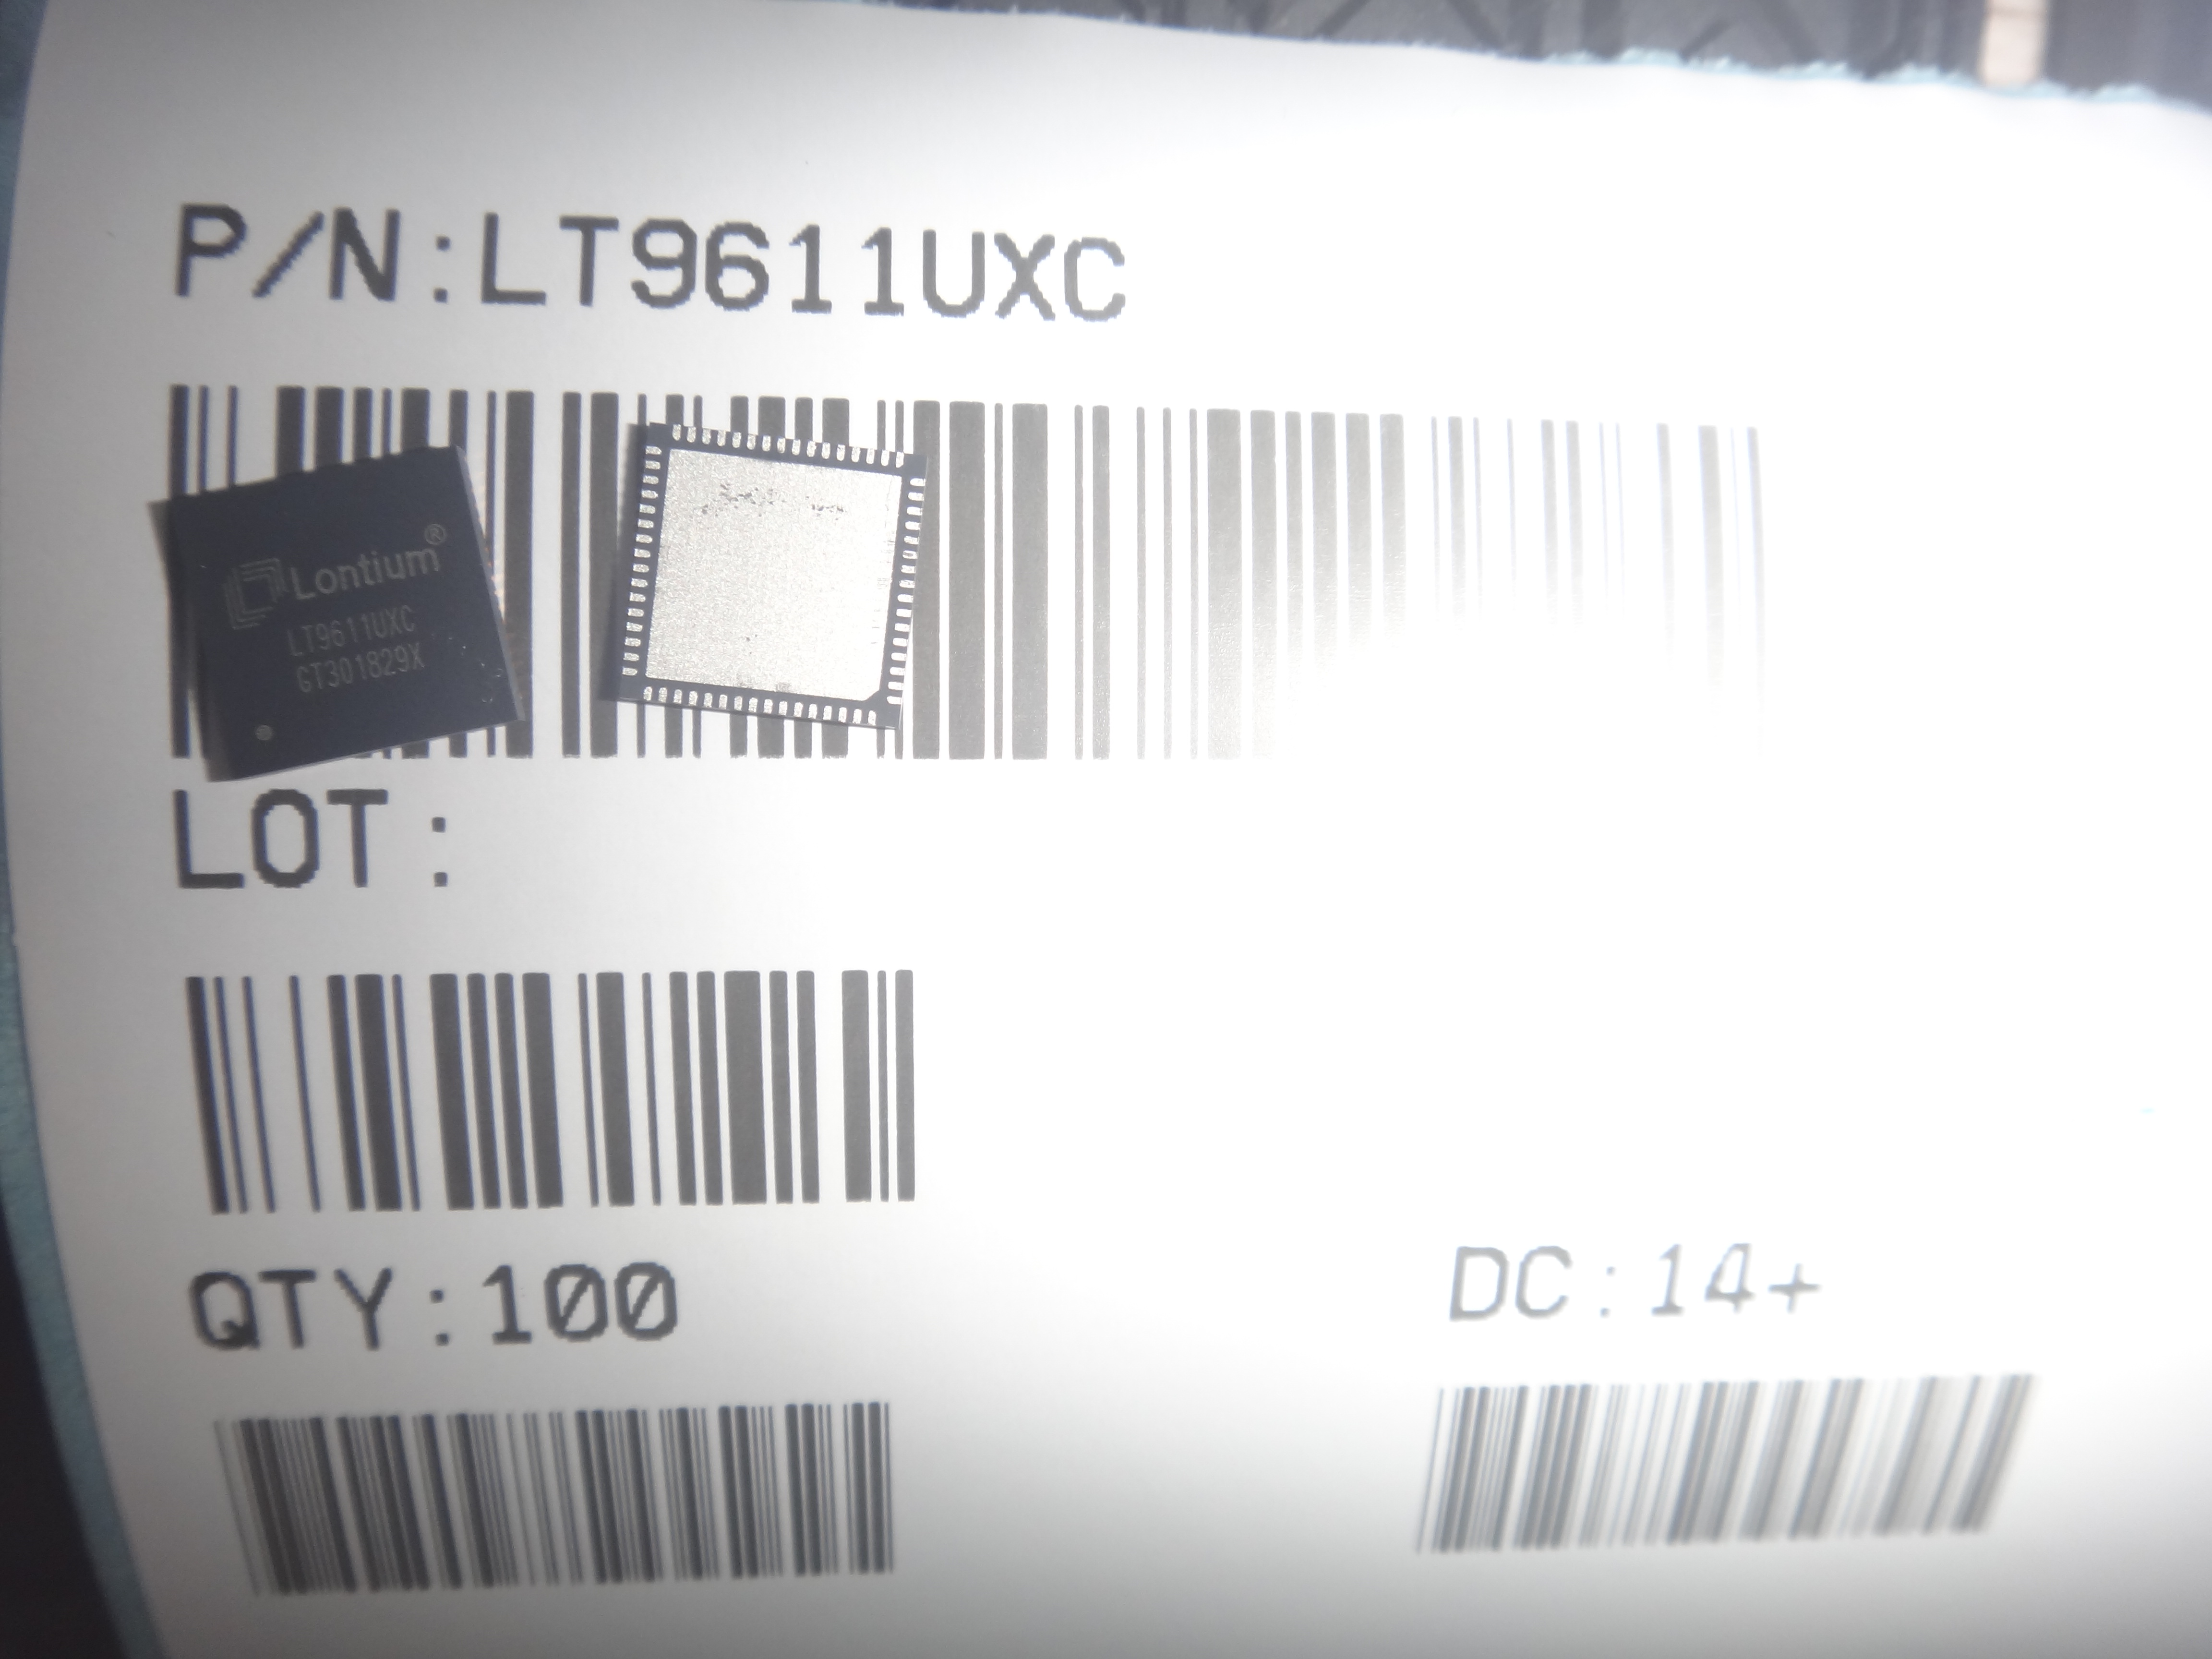 P/N:LT9611UXC
Lontium®
LT9611UXC
GT301829X
LOT:
QTY:100
DC:14+